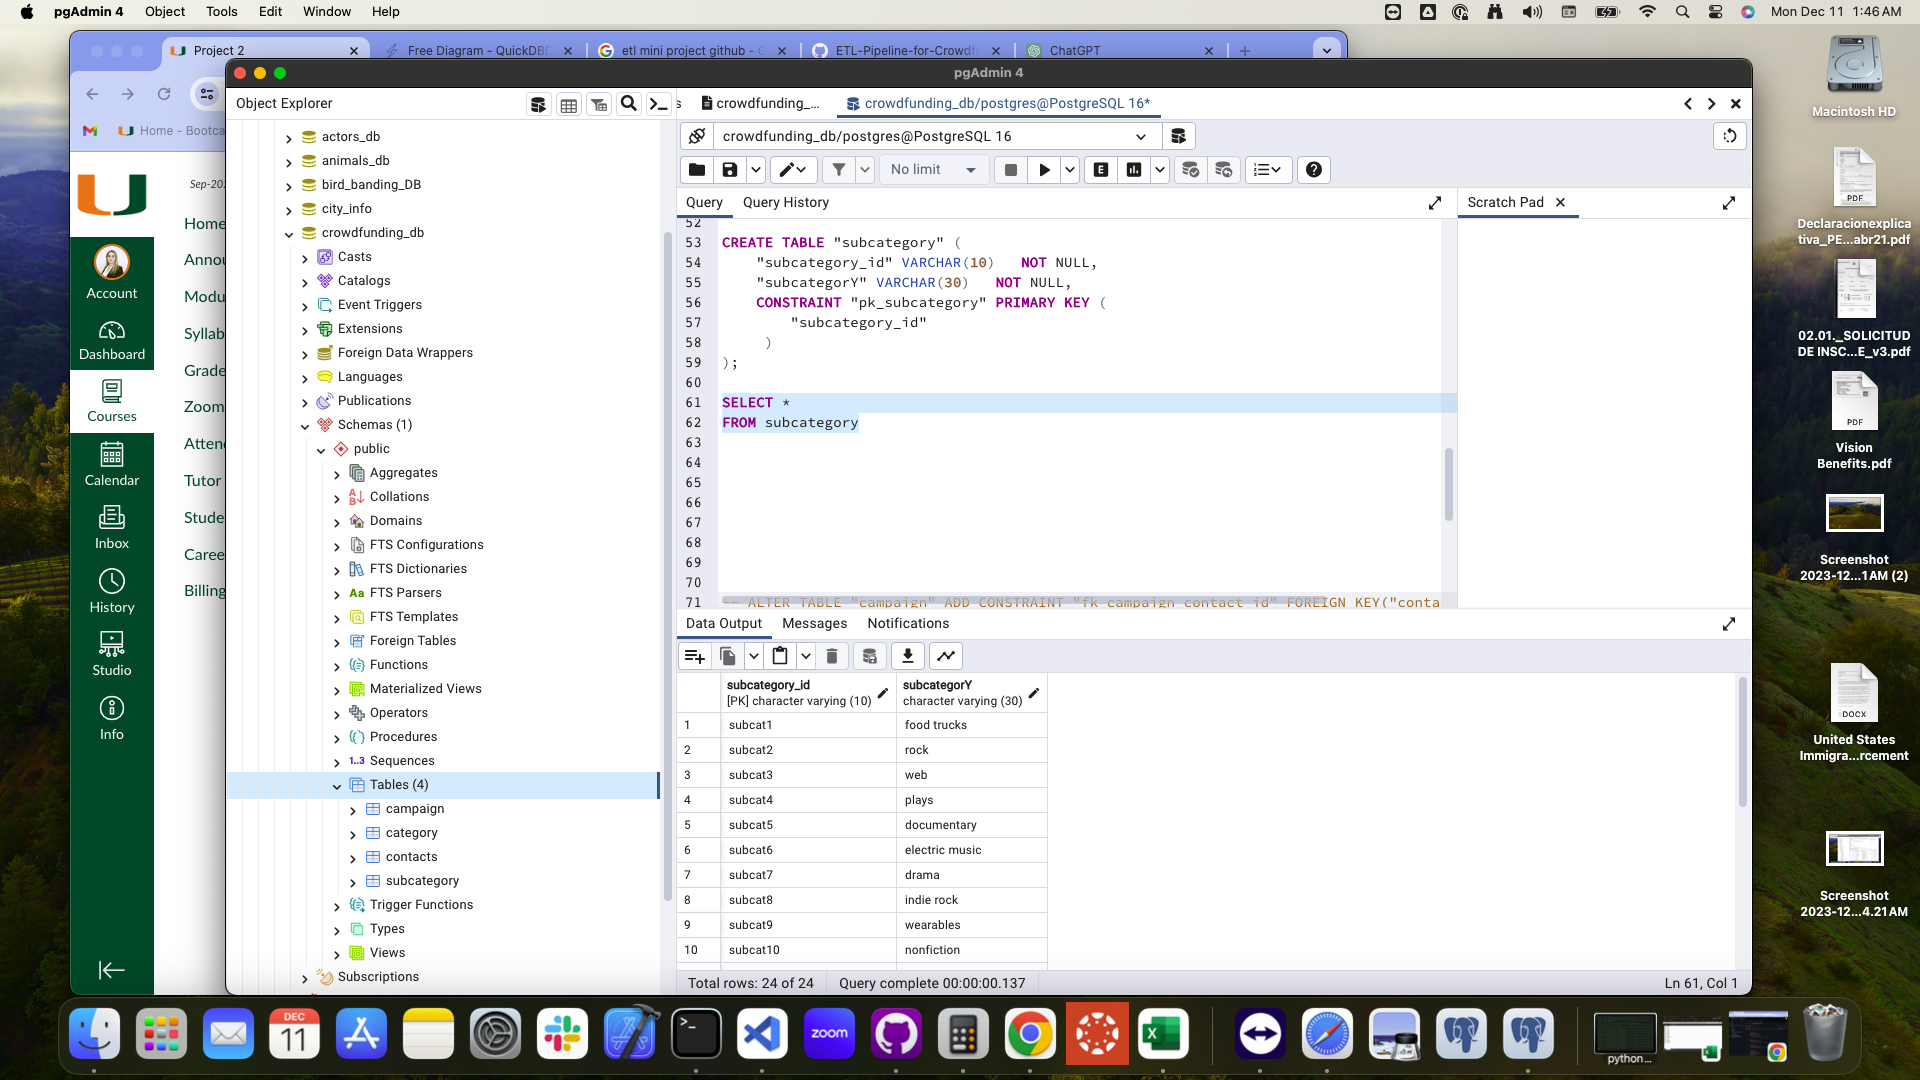 pgAdmin 4 Object Tools Edit Window Help
Mon Dec 11 1:46 AM
Project 2
Free Diagram - QuickDBD
etl mini project github - G
ETL-Pipeline-for-Crowdf
ChatGPT
pgAdmin 4
Home - Bootca
Sep-20
Home
Annou
Modu
Syllab
Grade
Zoom
Atten
Tutor
Stude
Caree
Billing
Account
Dashboard
Courses
Calendar
Inbox
History
Studio
Info
Object Explorer
actors_db
animals_db
bird_banding_DB
city_info
crowdfunding_db
Casts
Catalogs
Event Triggers
Extensions
Foreign Data Wrappers
Languages
Publications
Schemas (1)
public
Aggregates
Collations
Domains
FTS Configurations
FTS Dictionaries
Aa FTS Parsers
FTS Templates
Foreign Tables
Functions
Materialized Views
Operators
Procedures
1..3 Sequences
Tables (4)
campaign
category
contacts
subcategory
Trigger Functions
Types
Views
Subscriptions
s crowdfunding_...
crowdfunding_db/postgres@PostgreSQL 16*
crowdfunding_db/postgres@PostgreSQL 16
No limit
E
Query Query History
Scratch Pad
52
53 CREATE TABLE "subcategory" (
54 "subcategory_id" VARCHAR(10) NOT NULL,
55 "subcategorY" VARCHAR(30) NOT NULL,
56 CONSTRAINT "pk_subcategory" PRIMARY KEY (
57 "subcategory_id"
58 )
59 );
60
61 SELECT *
62 FROM subcategory
63
64
65
66
67
68
69
70
71 -- ALTER TABLE "campaign" ADD CONSTRAINT "fk_campaign_contact_id" FOREIGN KEY("conta
Data Output Messages Notifications
subcategory_id
[PK] character varying (10)
subcategorY
character varying (30)
1 subcat1 food trucks
2 subcat2 rock
3 subcat3 web
4 subcat4 plays
5 subcat5 documentary
6 subcat6 electric music
7 subcat7 drama
8 subcat8 indie rock
9 subcat9 wearables
10 subcat10 nonfiction
Total rows: 24 of 24 Query complete 00:00:00.137 Ln 61, Col 1
Macintosh HD
PDF
Declaracionexplica
tiva_PE...abr21.pdf
02.01._SOLICITUD
DE INSC...E_v3.pdf
PDF
Vision
Benefits.pdf
Screenshot
2023-12...1AM (2)
DOCX
United States
Immigra...rcement
Screenshot
2023-12...4.21AM
DEC
11
zoom
python...